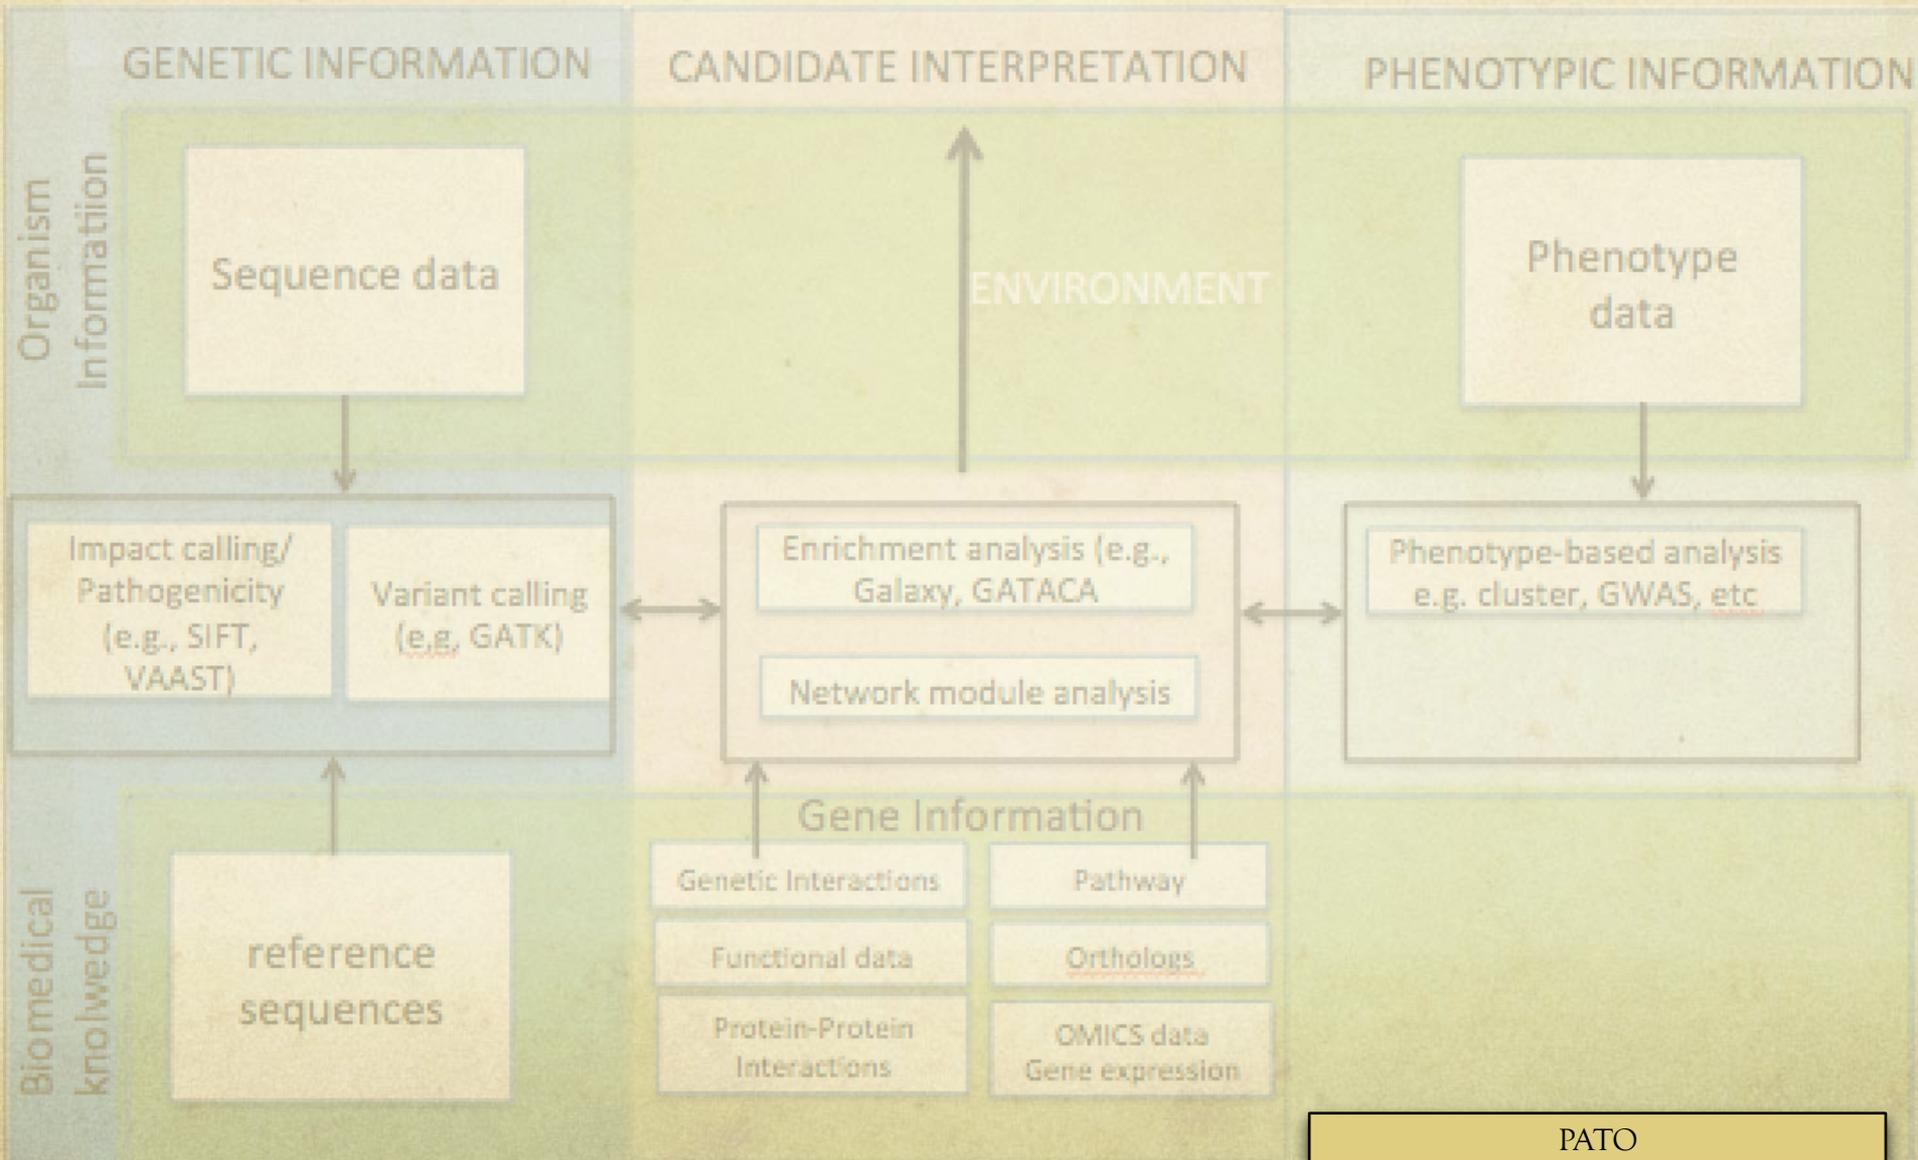 GENETIC INFORMATION
CANDIDATE INTERPRETATION
PHENOTYPIC INFORMATION
Organism
Informatiion
Sequence data
ENVIRONMENT
Phenotype
data
Impact calling/
Pathogenicity
(e.g., SIFT,
VAAST)
Variant calling
(e,g, GATK)
Enrichment analysis (e.g.,
Galaxy, GATACA
Network module analysis
Phenotype-based analysis
e.g. cluster, GWAS, etc
Biomedical
knolwedge
reference
sequences
Gene Information
Genetic Interactions
Pathway
Functional data
Orthologs
Protein-Protein
Interactions
OMICS data
Gene expression
PATO